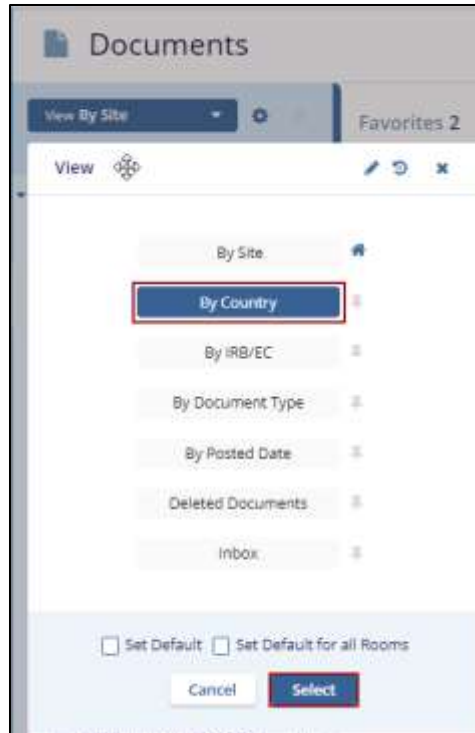 Documents
View By Site
Favorites 2
View
By Site
By Country
By IRB/EC
By Document Type
By Posted Date
Deleted Documents
Inbox
Set Default Set Default for all Rooms
Cancel Select